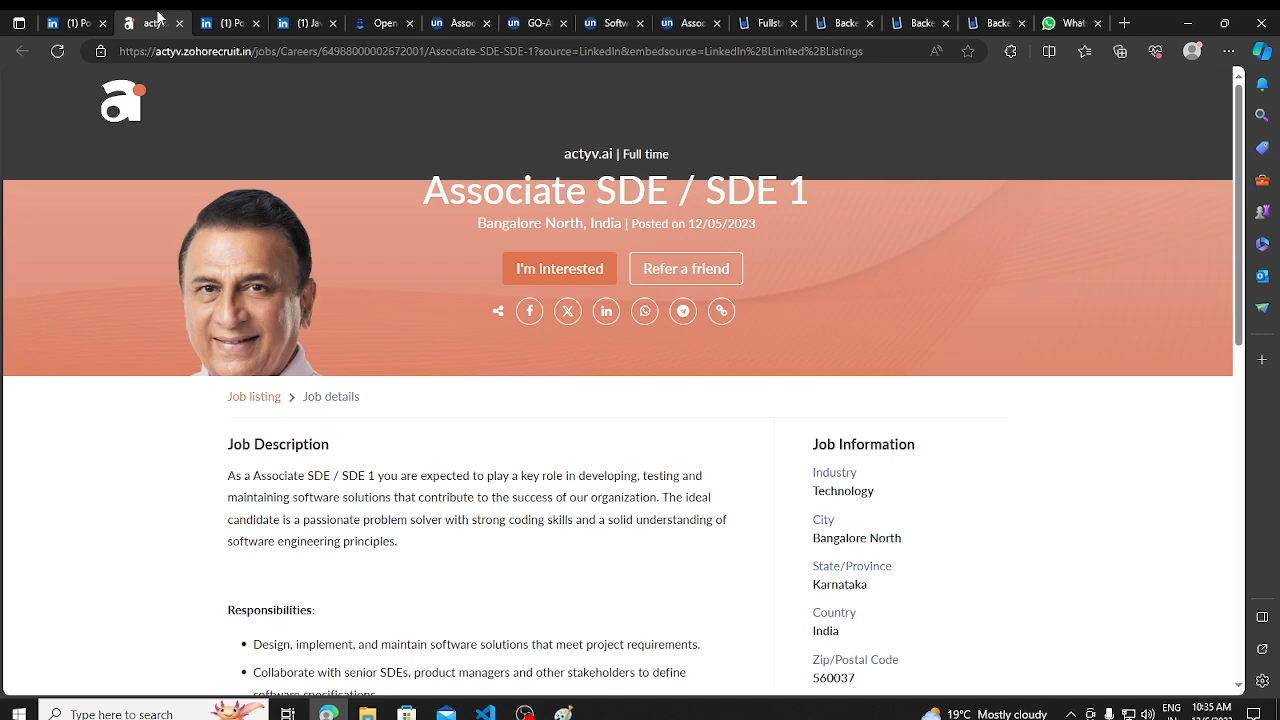 (1) Po
acty
(1) Po
(1) Ja
Open
Assoc
GO-A
Softw
Assoc
Fullsta
Backe
Backe
Backe
What
https://actyv.zohorecruit.in/jobs/Careers/64988000002672001/Associate-SDE-SDE-1?source=LinkedIn&embedsource=LinkedIn%2BLimited%2BListings
actyv.ai | Full time
Associate SDE / SDE 1
Bangalore North, India | Posted on 12/05/2023
I'm interested
Refer a friend
Job listing > Job details
Job Description
As a Associate SDE / SDE 1 you are expected to play a key role in developing, testing and
maintaining software solutions that contribute to the success of our organization. The ideal
candidate is a passionate problem solver with strong coding skills and a solid understanding of
software engineering principles.
Responsibilities:
• Design, implement, and maintain software solutions that meet project requirements.
• Collaborate with senior SDEs, product managers and other stakeholders to define
software specifications
Job Information
Industry
Technology
City
Bangalore North
State/Province
Karnataka
Country
India
Zip/Postal Code
560037
Type here to search
19°C Mostly cloudy
ENG
10:35 AM